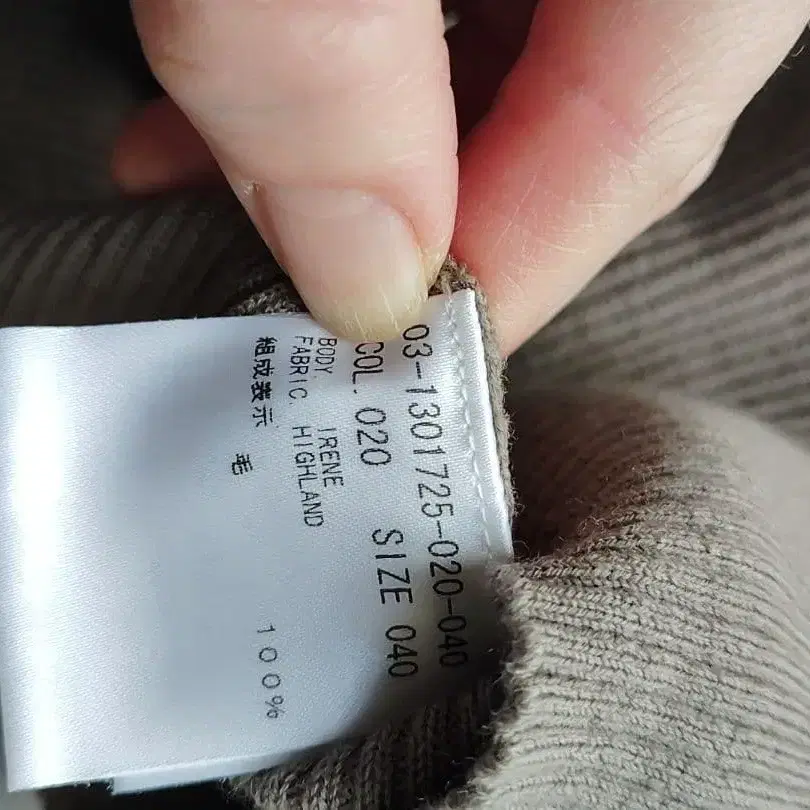 03-1301725-020-040
COL. 020 SIZE 040
BODY. IRENE
FABRIC. HIGHLAND
組成表示
毛 100%